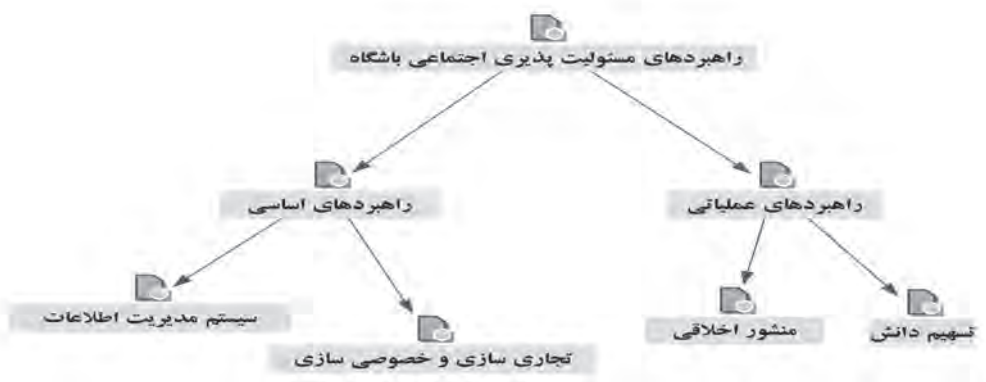 راهبردهای مسئولیت پذیری اجتماعی باشگاه
راهبردهای عملیاتی
راهبردهای اساسی
تسهیم دانش
منشور اخلاقی
تجاری سازی و خصوصی سازی
سیستم مدیریت اطلاعات